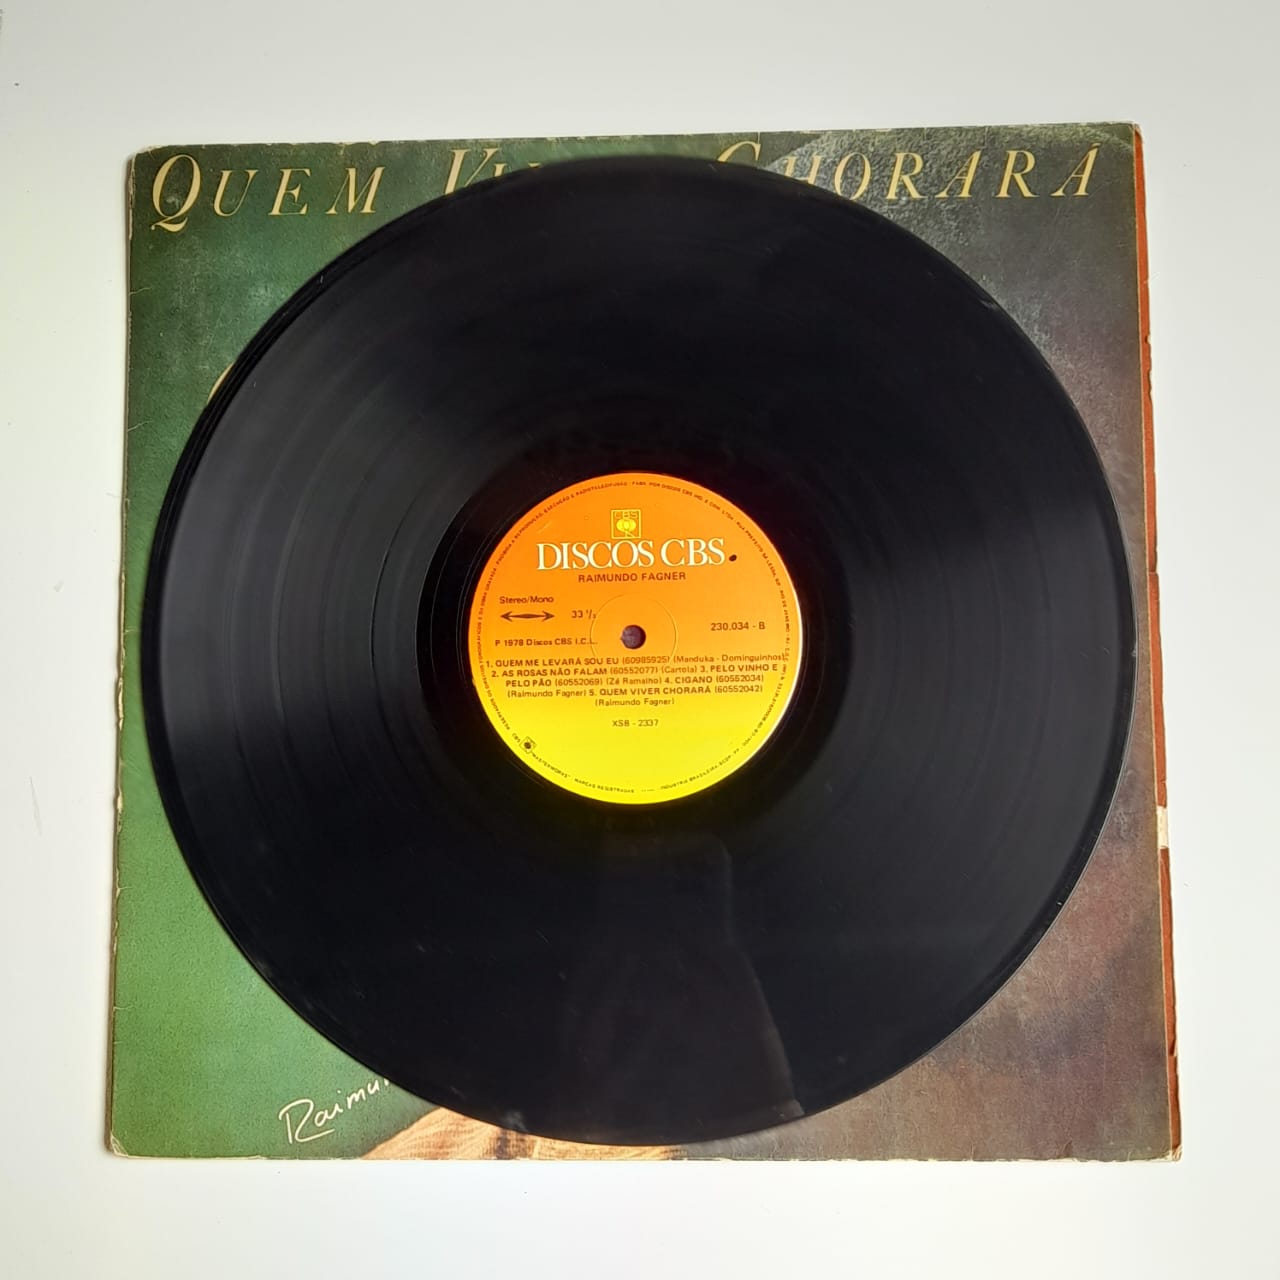 QUEM VI CHORARÁ
CBS
DISCOS CBS
RAIMUNDO FAGNER
Stereo/Mono
33 1/3
230.034 - B
P 1978 Discos CBS I.C.L.
1. QUEM ME LEVARÁ SOU EU (60985925) (Manduka - Dominguinhos)
2. AS ROSAS NÃO FALAM (60552077) (Cartola) 3. PELO VINHO E
PELO PÃO (60552069) (Zé Ramalho) 4. CIGANO (60552034)
(Raimundo Fagner) 5. QUEM VIVER CHORARÁ (60552042)
(Raimundo Fagner)
XSB - 2337
CBS "MASTERWORKS" MARCAS REGISTRADAS INDÚSTRIA BRASILEIRA
Raimu